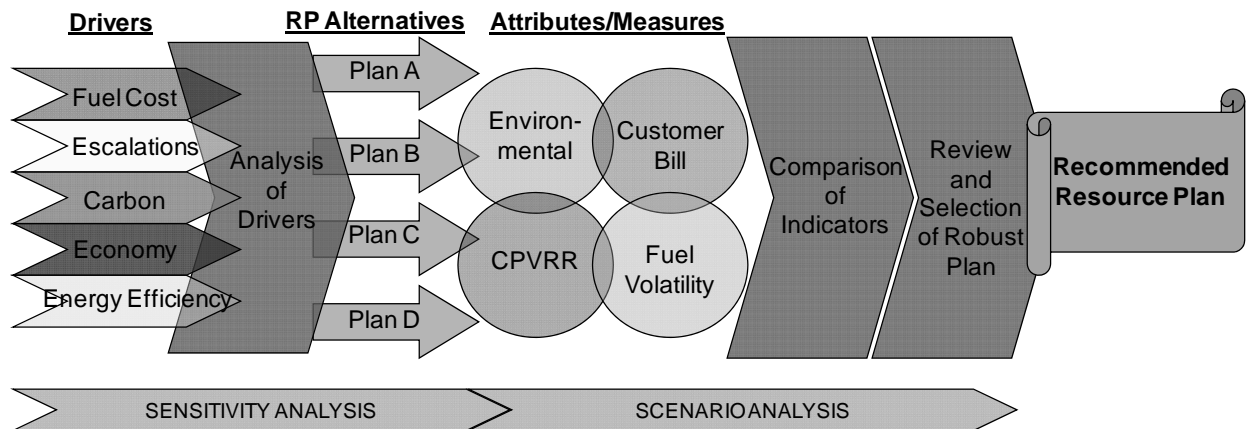 Drivers
RP Alternatives
Attributes/Measures
Fuel Cost
Escalations
Carbon
Economy
Energy Efficiency
Analysis
of
Drivers
Plan A
Plan B
Plan C
Plan D
Environ-
mental
Customer
Bill
CPVRR
Fuel
Volatility
Comparison
of
Indicators
Review
and
Selection
of Robust
Plan
Recommended
Resource Plan
SENSITIVITY ANALYSIS
SCENARIO ANALYSIS